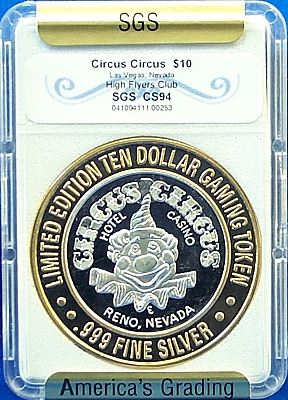 SGS
Circus Circus $10
Las Vegas, Nevada
High Flyers Club
SGS CS94
041094111 00253
LIMITED EDITION TEN DOLLAR GAMING TOKEN
CIRCUS CIRCUS
HOTEL CASINO
C
RENO, NEVADA
.999 FINE SILVER
America's Grading